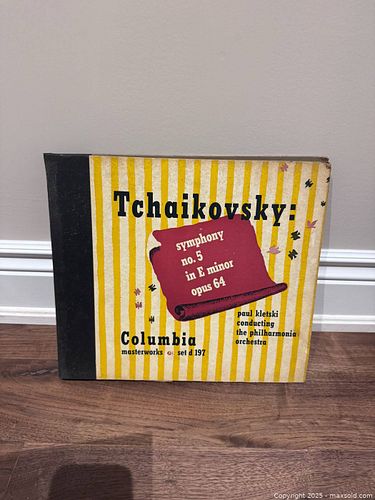 Tchaikovsky:
symphony
no. 5
in E minor
opus 64
paul kletski
conducting
the philharmonia
orchestra
Columbia
masterworks set d 197
Copyright 2025 - maxsold.com